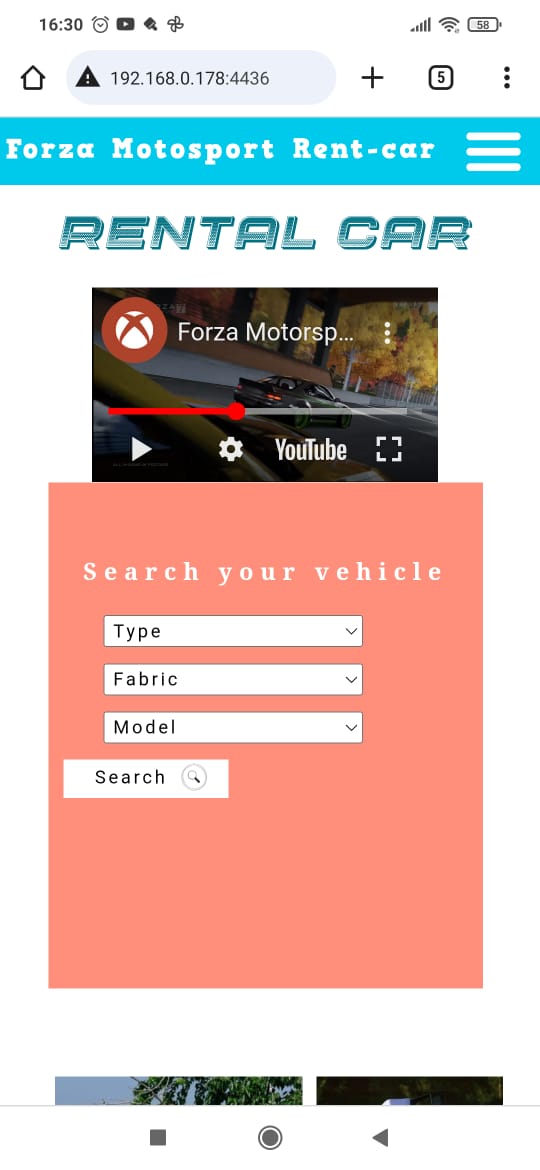 16:30
58
192.168.0.178:4436
5
Forza Motosport Rent-car
RENTAL CAR
Forza Motorsp...
YouTube
Search your vehicle
Type
Fabric
Model
Search